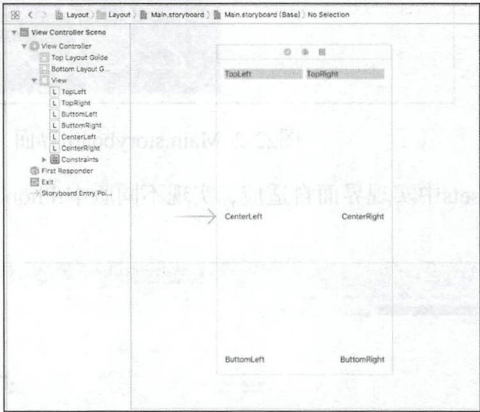 Layout Layout Main.storyboard Main.storyboard (Base) No Selection
View Controller Scene
View Controller
Top Layout Guide
Bottom Layout G...
View
L TopLeft
L TopRight
L ButtomLeft
L ButtomRight
L CenterLeft
L CenterRight
Constraints
First Responder
Exit
Storyboard Entry Poi...
TopLeft TopRight
CenterLeft CenterRight
ButtomLeft ButtomRight